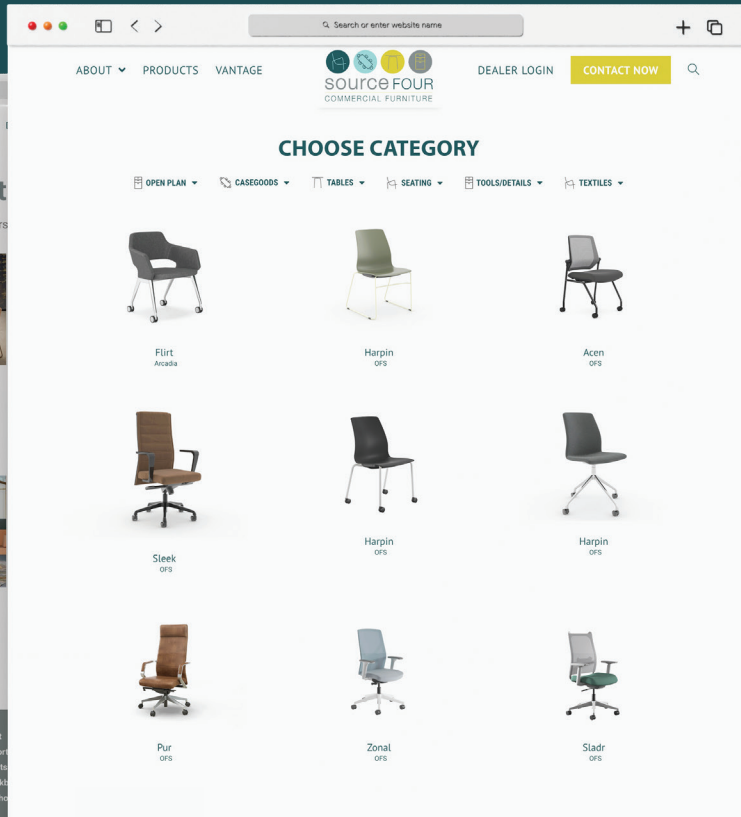 Search or enter website name
ABOUT PRODUCTS VANTAGE
source FOUR
COMMERCIAL FURNITURE
DEALER LOGIN CONTACT NOW
CHOOSE CATEGORY
OPEN PLAN CASEGOODS TABLES SEATING TOOLS/DETAILS TEXTILES
Flirt
Arcadia
Harpin
OFS
Acen
OFS
Sleek
OFS
Harpin
OFS
Harpin
OFS
Pur
OFS
Zonal
OFS
Sladr
OFS